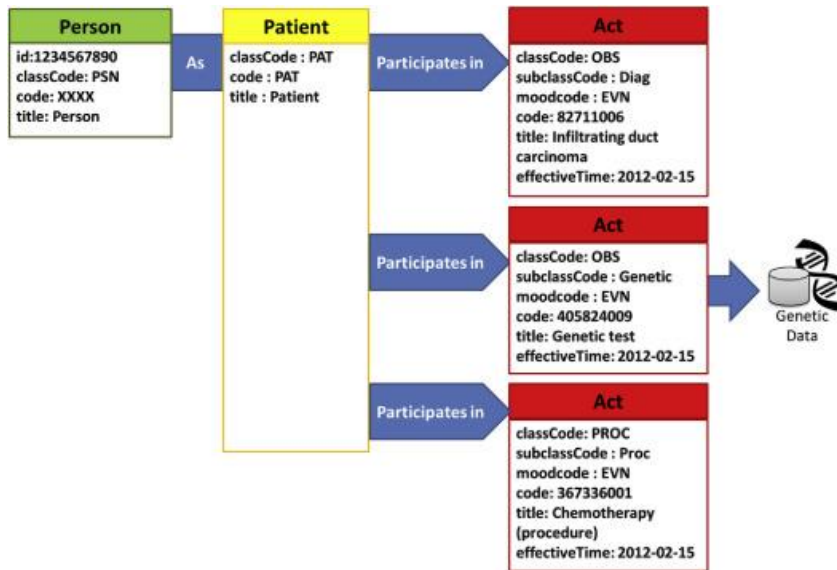 Person
id:1234567890
classCode: PSN
code: XXXX
title: Person
As
Patient
classCode : PAT
code : PAT
title : Patient
Participates in
Act
classCode: OBS
subclassCode : Diag
moodcode : EVN
code: 82711006
title: Infiltrating duct
carcinoma
effectiveTime: 2012-02-15
Participates in
Act
classCode: OBS
subclassCode : Genetic
moodcode : EVN
code: 405824009
title: Genetic test
effectiveTime: 2012-02-15
Genetic
Data
Participates in
Act
classCode: PROC
subclassCode : Proc
moodcode : EVN
code: 367336001
title: Chemotherapy
(procedure)
effectiveTime: 2012-02-15